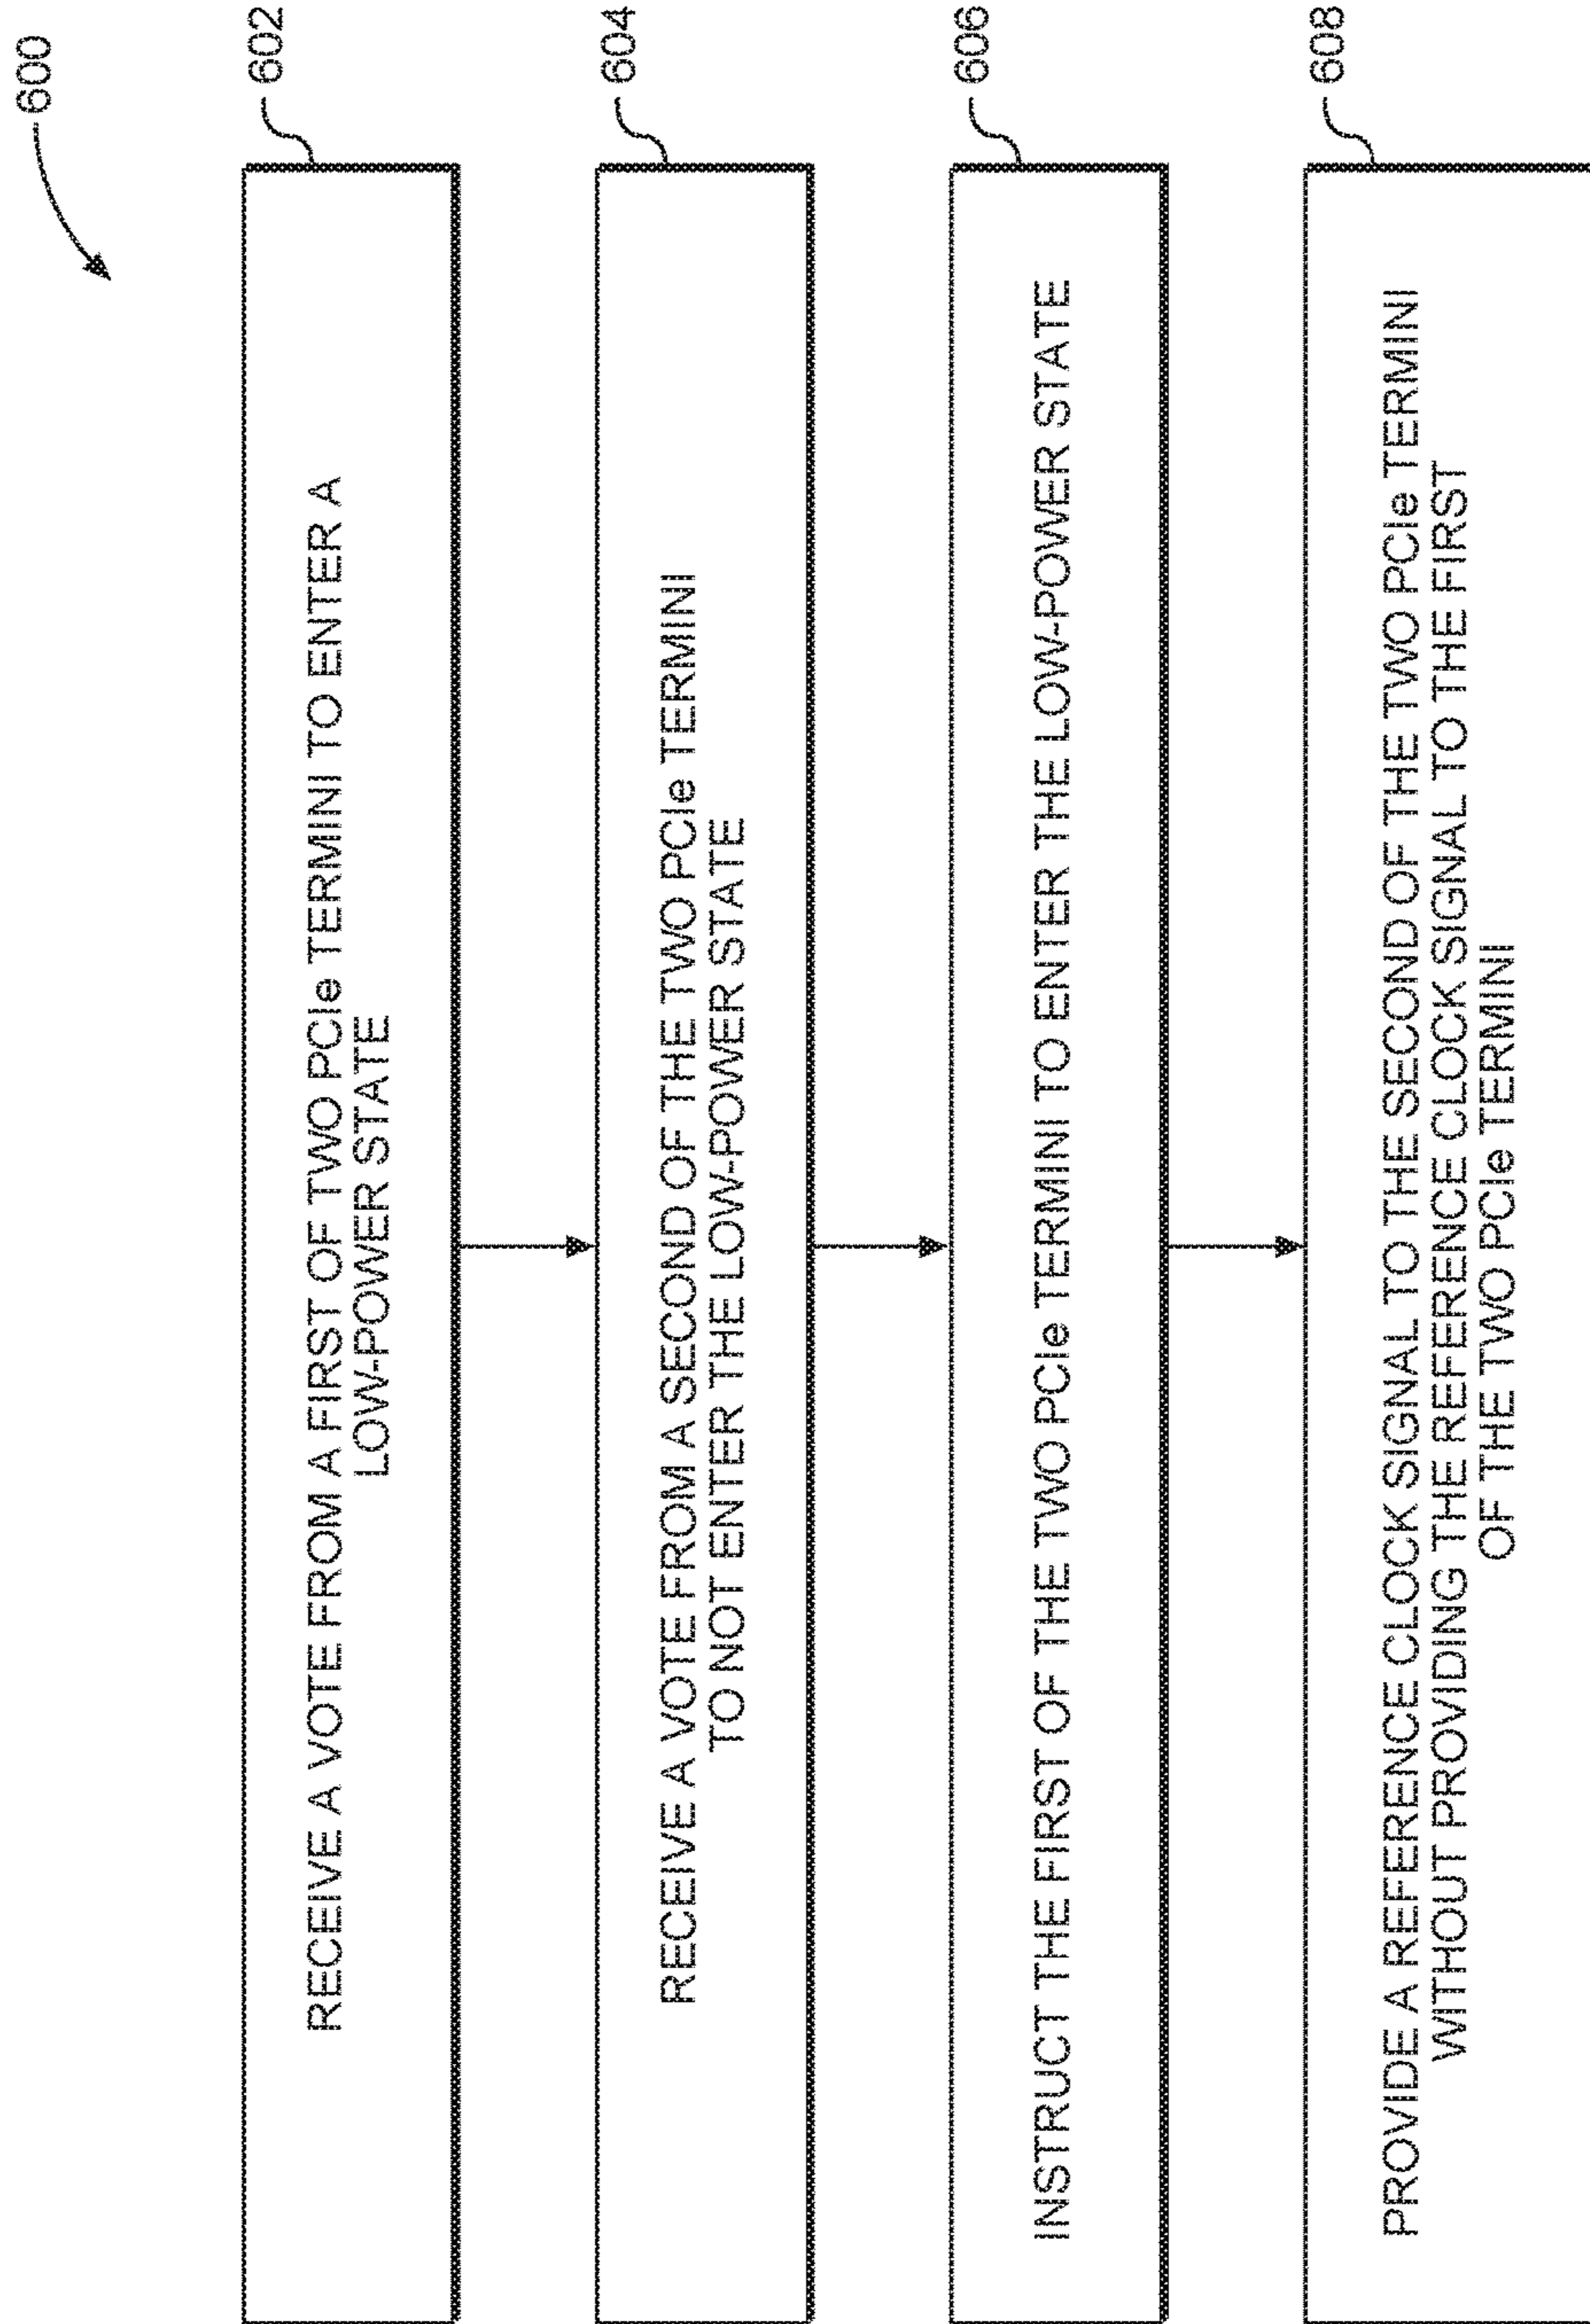 600
602
RECEIVE A VOTE FROM A FIRST OF TWO PCIe TERMINI TO ENTER A
LOW-POWER STATE
604
RECEIVE A VOTE FROM A SECOND OF THE TWO PCIe TERMINI
TO NOT ENTER THE LOW-POWER STATE
606
INSTRUCT THE FIRST OF THE TWO PCIe TERMINI TO ENTER THE LOW-POWER STATE
608
PROVIDE A REFERENCE CLOCK SIGNAL TO THE SECOND OF THE TWO PCIe TERMINI
WITHOUT PROVIDING THE REFERENCE CLOCK SIGNAL TO THE FIRST
OF THE TWO PCIe TERMINI